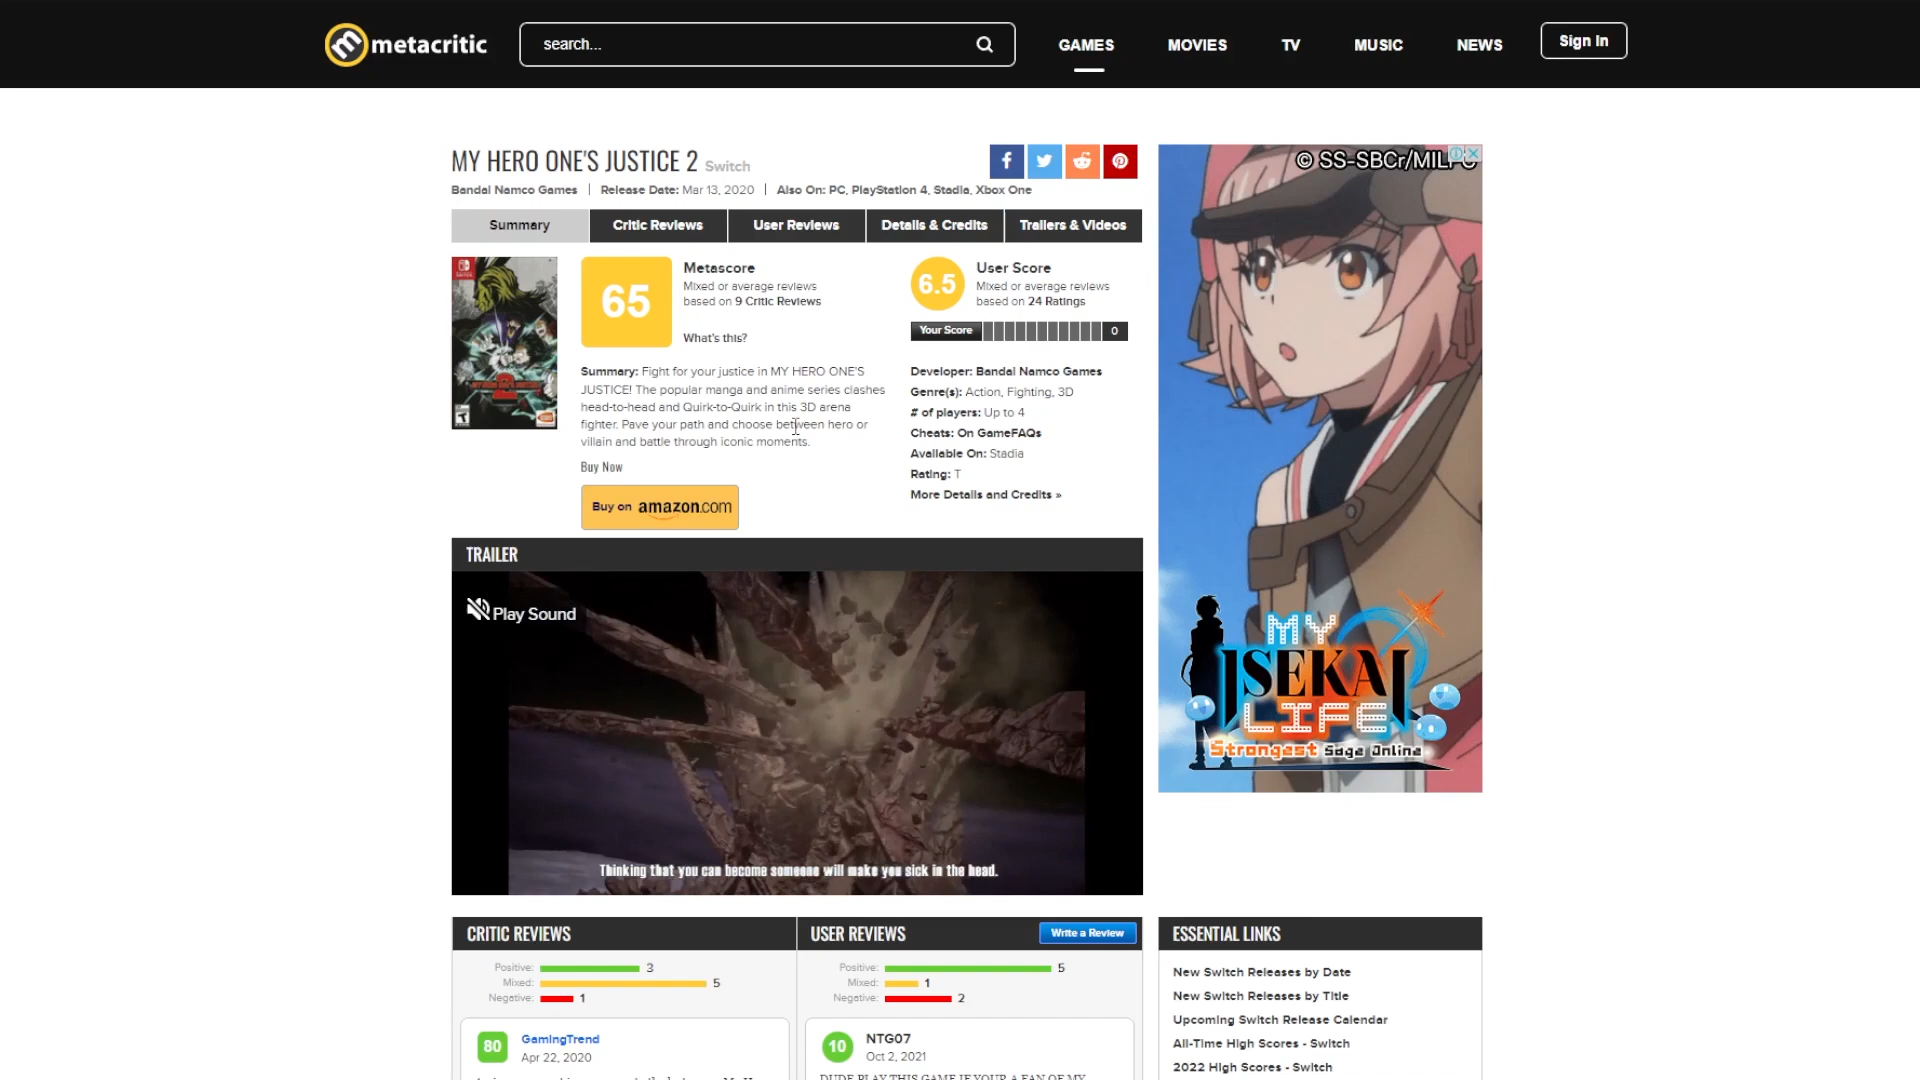 metacritic
search...
GAMES
MOVIES
TV
MUSIC
NEWS
Sign In
MY HERO ONE'S JUSTICE 2 Switch
Bandai Namco Games | Release Date: Mar 13, 2020 | Also On: PC, PlayStation 4, Stadia, Xbox One
Summary
Critic Reviews
User Reviews
Details & Credits
Trailers & Videos
65
Metascore
Mixed or average reviews
based on 9 Critic Reviews
What's this?
6.5
User Score
Mixed or average reviews
based on 24 Ratings
Your Score 0
Summary: Fight for your justice in MY HERO ONE'S
JUSTICE! The popular manga and anime series clashes
head-to-head and Quirk-to-Quirk in this 3D arena
fighter. Pave your path and choose between hero or
villain and battle through iconic moments.
Buy Now
Buy on amazon.com
Developer: Bandai Namco Games
Genre(s): Action, Fighting, 3D
# of players: Up to 4
Cheats: On GameFAQs
Available On: Stadia
Rating: T
More Details and Credits »
TRAILER
Play Sound
Thinking that you can become someone will make you sick in the head.
© SS-SBCr/MILPC
MY
ISEKAI
LIFE
Strongest Sage Online
CRITIC REVIEWS
Positive: 3
Mixed: 5
Negative: 1
80
GamingTrend
Apr 22, 2020
USER REVIEWS
Write a Review
Positive: 5
Mixed: 1
Negative: 2
10
NTG07
Oct 2, 2021
DUDE PLAY THIS GAME IF YOUR A FAN OF MY
ESSENTIAL LINKS
New Switch Releases by Date
New Switch Releases by Title
Upcoming Switch Release Calendar
All-Time High Scores - Switch
2022 High Scores - Switch